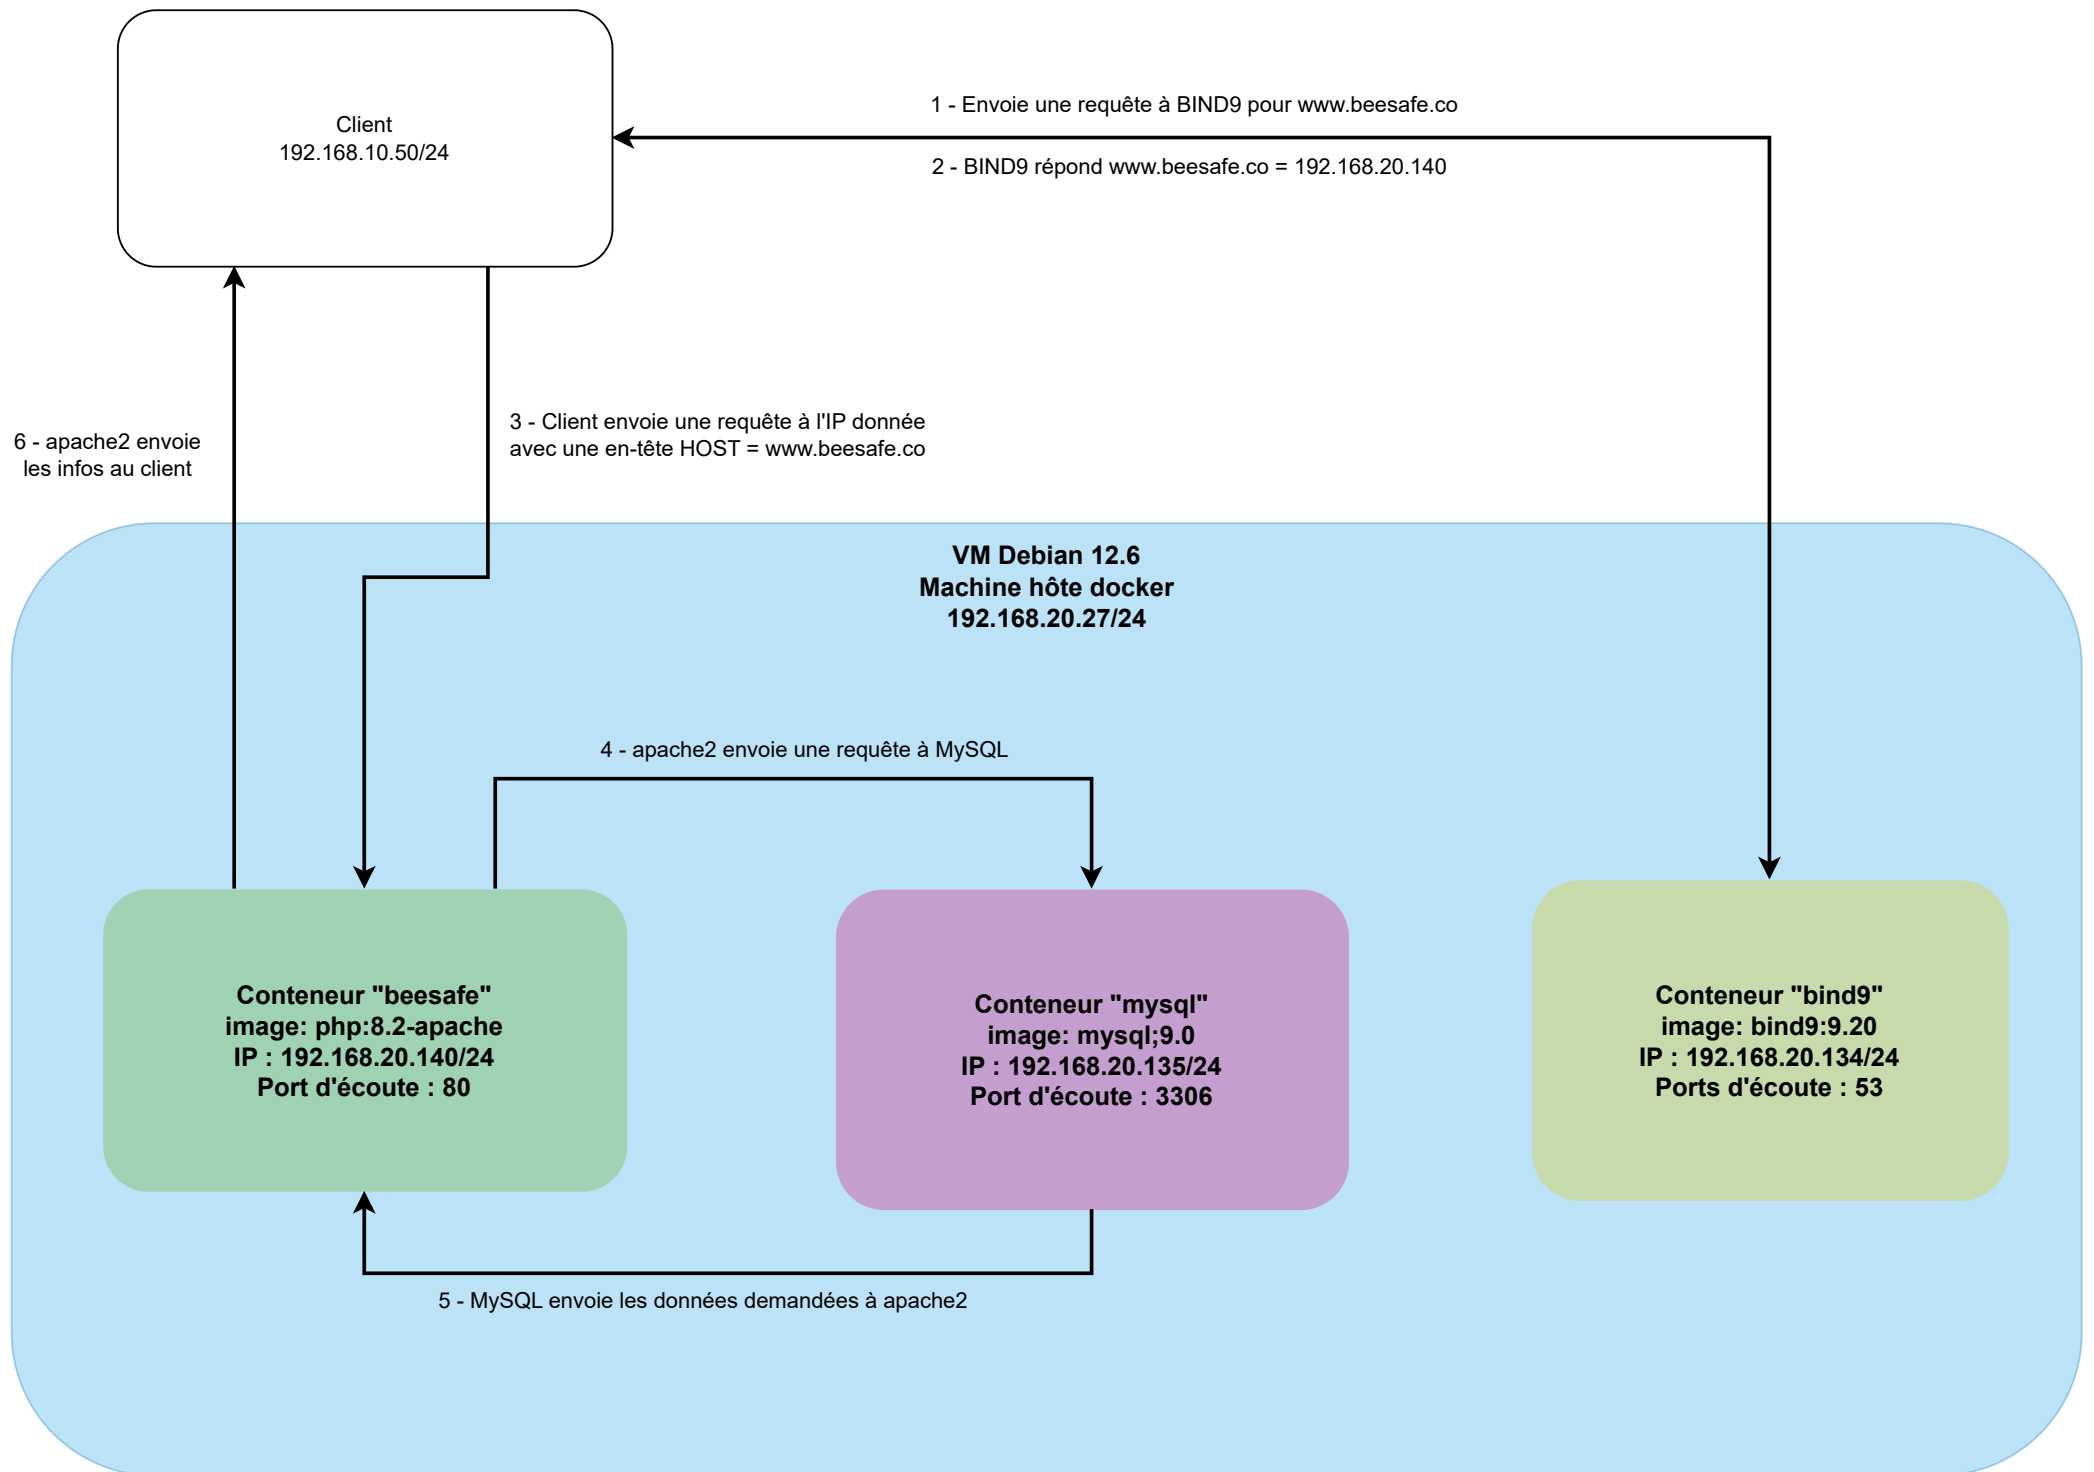 Client
192.168.10.50/24
1 - Envoie une requête à BIND9 pour www.beesafe.co
2 - BIND9 répond www.beesafe.co = 192.168.20.140
3 - Client envoie une requête à l'IP donnée
avec une en-tête HOST = www.beesafe.co
6 - apache2 envoie
les infos au client
VM Debian 12.6
Machine hôte docker
192.168.20.27/24
4 - apache2 envoie une requête à MySQL
Conteneur "beesafe"
image: php:8.2-apache
IP : 192.168.20.140/24
Port d'écoute : 80
Conteneur "mysql"
image: mysql;9.0
IP : 192.168.20.135/24
Port d'écoute : 3306
Conteneur "bind9"
image: bind9:9.20
IP : 192.168.20.134/24
Ports d'écoute : 53
5 - MySQL envoie les données demandées à apache2